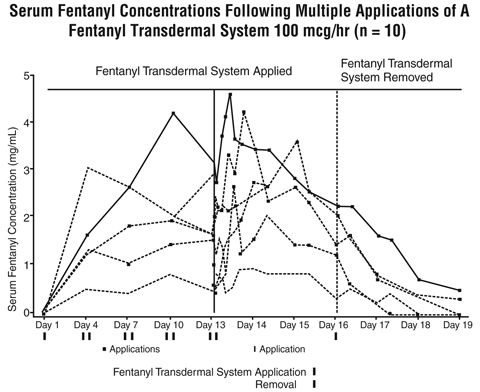 Serum Fentanyl Concentrations Following Multiple Applications of A
Fentanyl Transdermal System 100 mcg/hr (n = 10)
Fentanyl Transdermal System Applied
Fentanyl Transdermal
System Removed
Serum Fentanyl Concentration (mg/mL)
5
4
3
2
1
0
Day 1 Day 4 Day 7 Day 10 Day 13 Day 14 Day 15 Day 16 Day 17 Day 18 Day 19
Applications
Application
Fentanyl Transdermal System Application
Removal